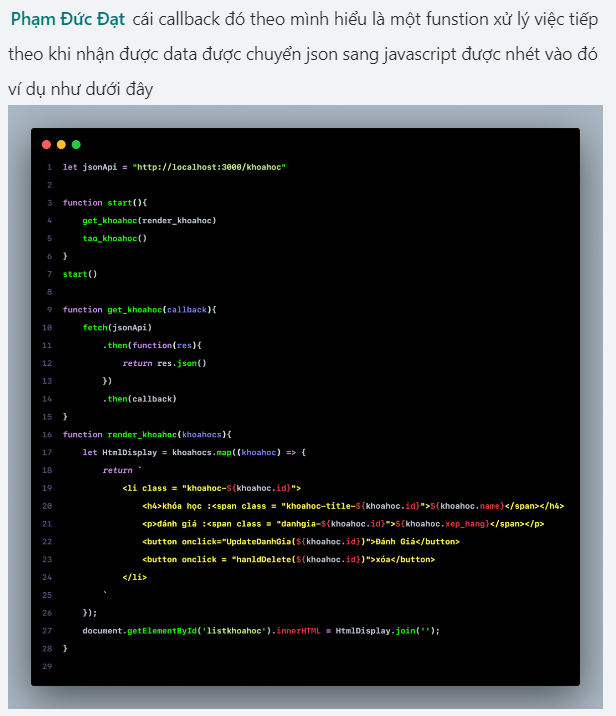 Phạm Đức Đạt cái callback đó theo mình hiểu là một funstion xử lý việc tiếp
theo khi nhận được data được chuyển json sang javascript được nhét vào đó
ví dụ như dưới đây
1 let jsonApi = "http://localhost:3000/khoahoc"
2
3 function start(){
4 get_khoahoc(render_khoahoc)
5 tao_khoahoc()
6 }
7 start()
8
9 function get_khoahoc(callback){
10 fetch(jsonApi)
11 .then(function(res){
12 return res.json()
13 })
14 .then(callback)
15 }
16 function render_khoahoc(khoahocs){
17 let HtmlDisplay = khoahocs.map((khoahoc) => {
18 return `
19 <li class = "khoahoc-${khoahoc.id}">
20 <h4>khóa học :<span class = "khoahoc-title-${khoahoc.id}">${khoahoc.name}</span></h4>
21 <p>đánh giá :<span class = "danhgia-${khoahoc.id}">${khoahoc.xep_hang}</span></p>
22 <button onclick="UpdateDanhGia(${khoahoc.id})">Đánh Giá</button>
23 <button onclick = "hanldDelete(${khoahoc.id})">xóa</button>
24 </li>
25 `
26 });
27 document.getElementById('listkhoahoc').innerHTML = HtmlDisplay.join('');
28 }
29